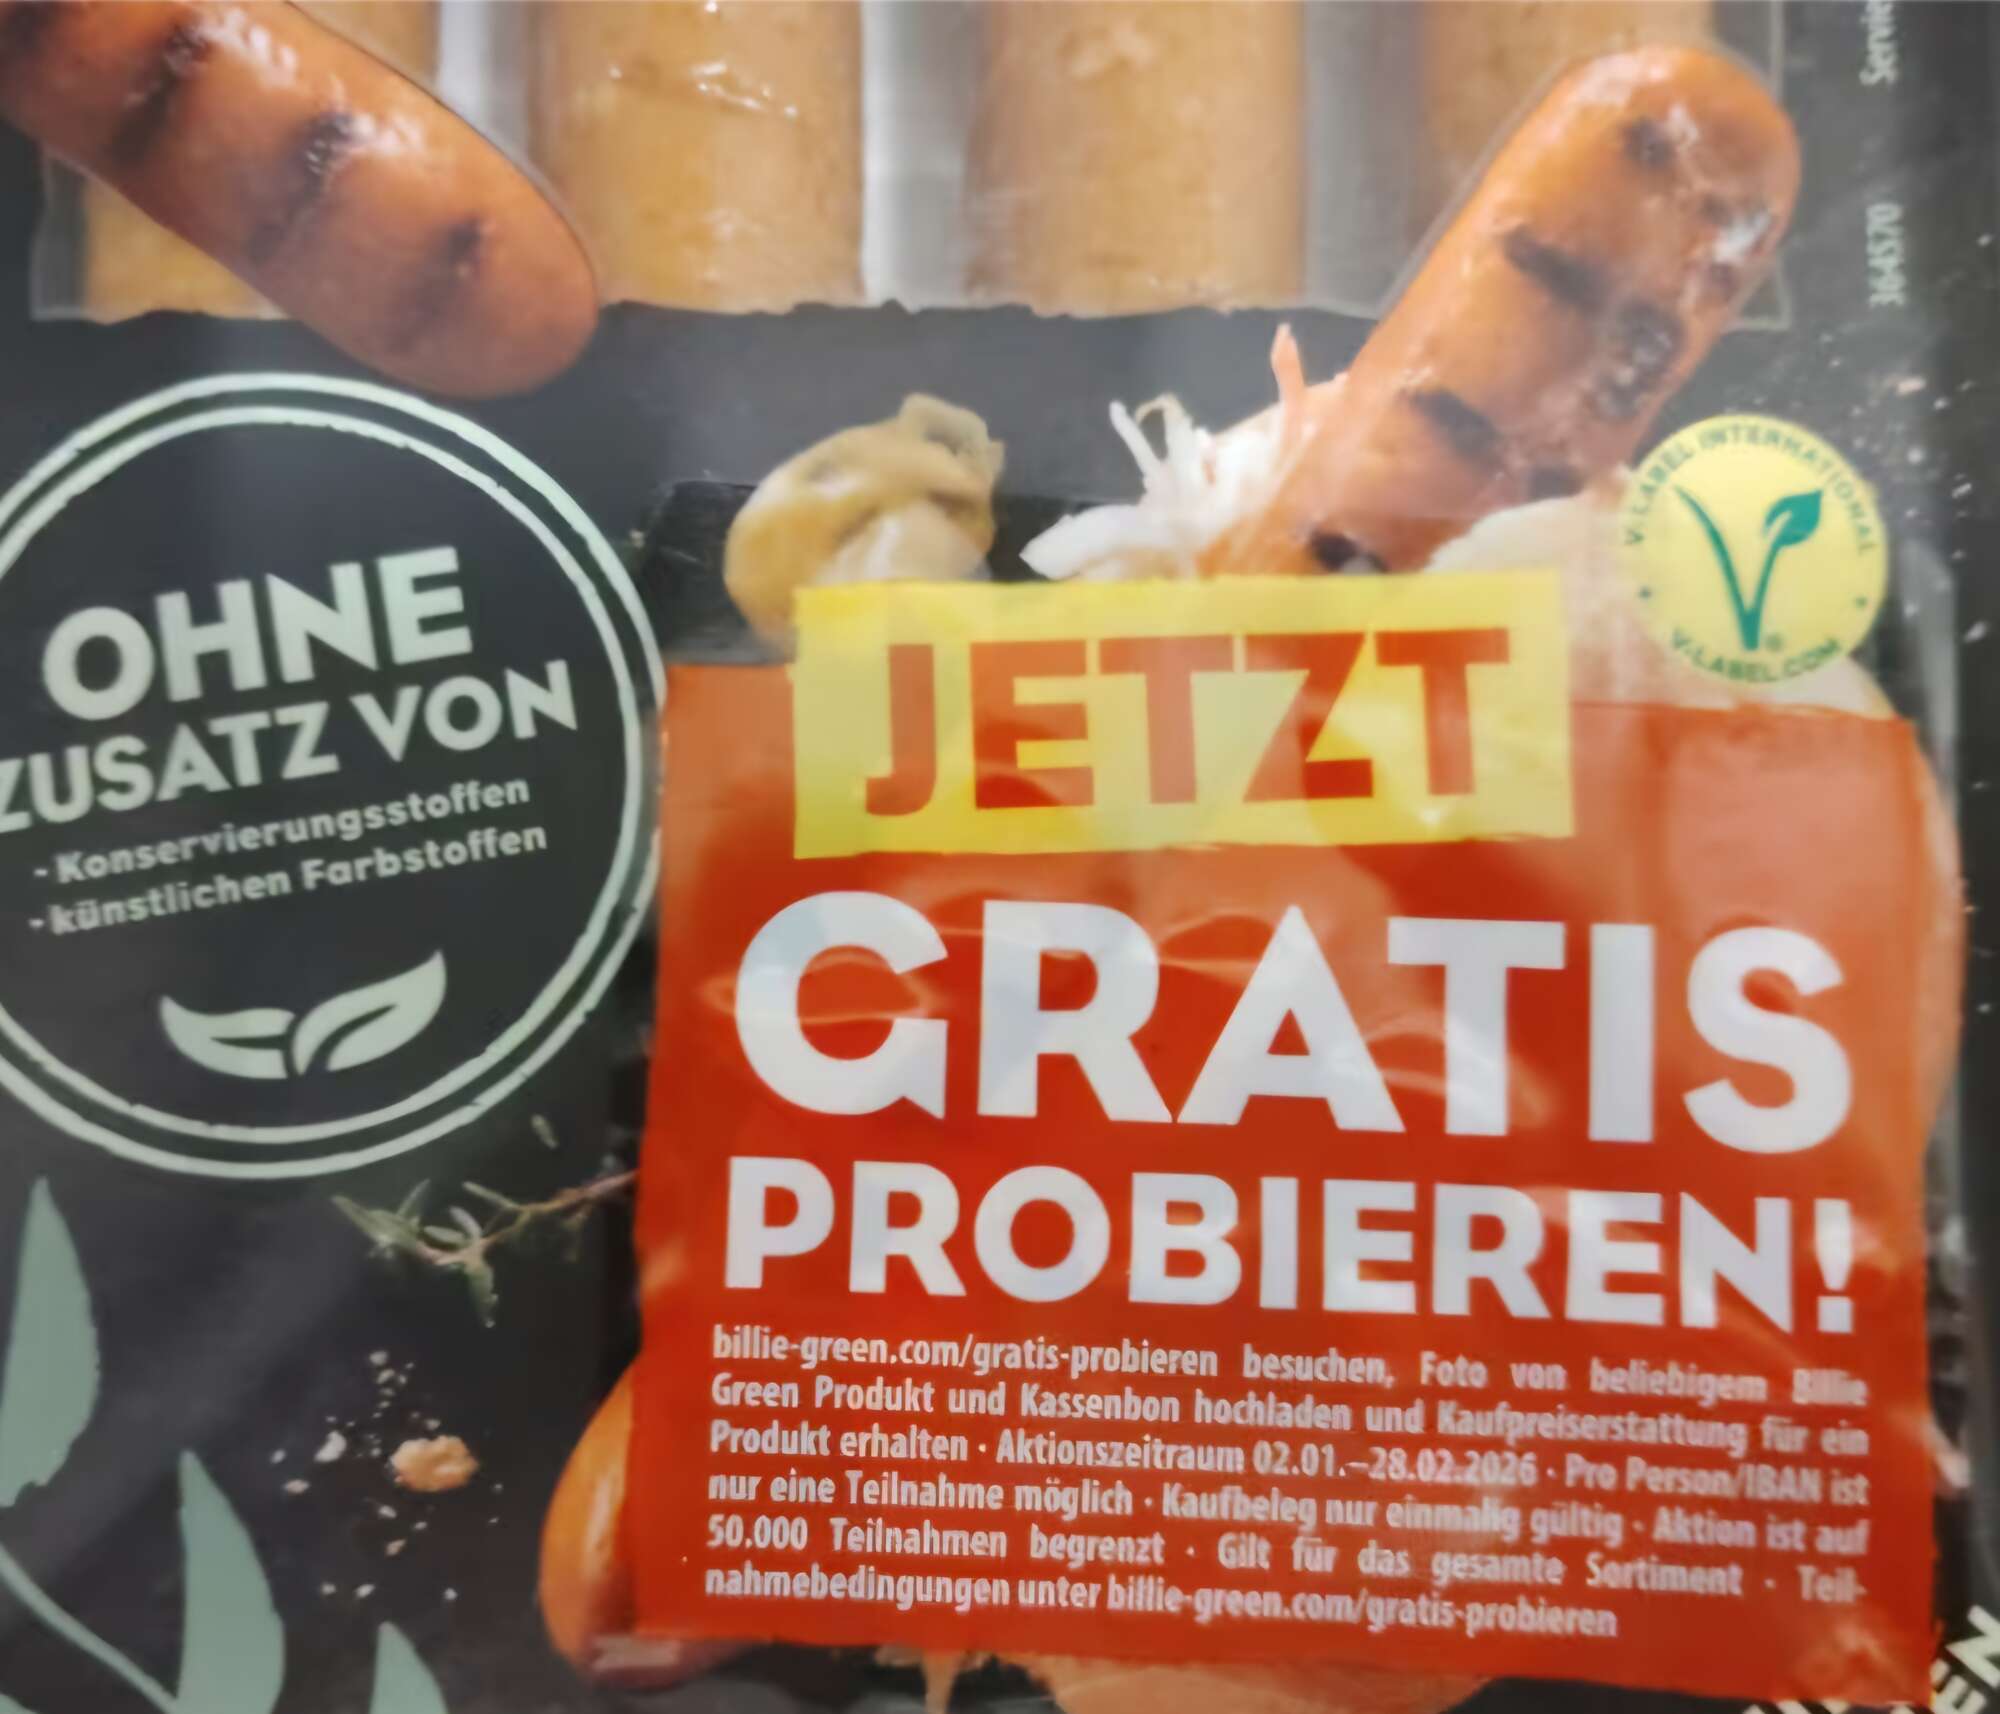 Servie
364570
OHNE
ZUSATZ VON
- Konservierungsstoffen
- künstlichen Farbstoffen
V-LABEL INTERNATIONAL
V-LABEL.COM
JETZT
GRATIS
PROBIEREN!
billie-green.com/gratis-probieren besuchen, Foto von beliebigem Billie
Green Produkt und Kassenbon hochladen und Kaufpreiserstattung für ein
Produkt erhalten · Aktionszeitraum 02.01.–28.02.2026 · Pro Person/IBAN ist
nur eine Teilnahme möglich · Kaufbeleg nur einmalig gültig · Aktion ist auf
50.000 Teilnahmen begrenzt · Gilt für das gesamte Sortiment · Teil-
nahmebedingungen unter billie-green.com/gratis-probieren